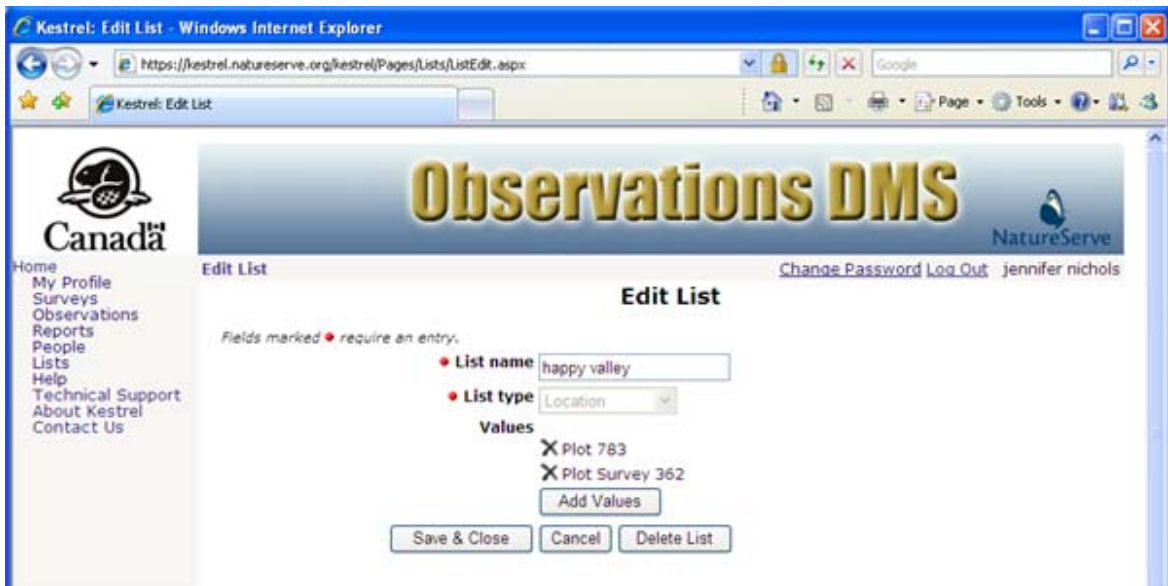 Kestrel: Edit List - Windows Internet Explorer
https://kestrel.natureserve.org/kestrel/Pages/Lists/ListEdit.aspx
Google
Kestrel: Edit List
Page
Tools
Canada
Observations DMS
NatureServe
Home
My Profile
Surveys
Observations
Reports
People
Lists
Help
Technical Support
About Kestrel
Contact Us
Edit List
Change Password Log Out jennifer nichols
Edit List
Fields marked require an entry.
List name happy valley
List type Location
Values
Plot 783
Plot Survey 362
Add Values
Save & Close Cancel Delete List